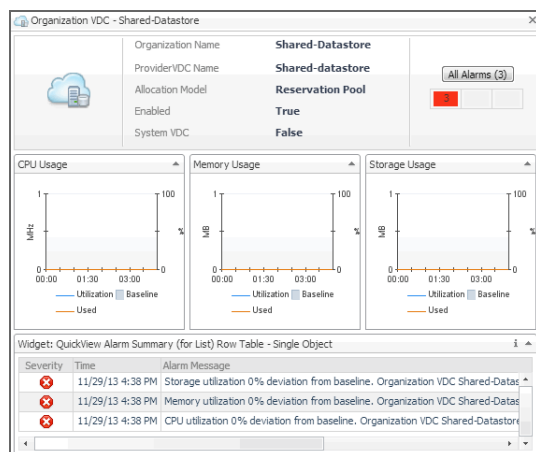 Organization VDC - Shared-Datastore
Organization Name Shared-Datastore
ProviderVDC Name Shared-datastore
Allocation Model Reservation Pool
Enabled True
System VDC False
All Alarms (3)
3
CPU Usage
1 100
MHz %
0 0
00:00 01:30 03:00
Utilization Baseline
Used
Memory Usage
1 100
MB %
0 0
00:00 01:30 03:00
Utilization Baseline
Used
Storage Usage
1 100
MB %
0 0
00:00 01:30 03:00
Utilization Baseline
Used
Widget: QuickView Alarm Summary (for List) Row Table - Single Object
Severity Time Alarm Message
11/29/13 4:38 PM Storage utilization 0% deviation from baseline. Organization VDC Shared-Datas
11/29/13 4:38 PM Memory utilization 0% deviation from baseline. Organization VDC Shared-Datas
11/29/13 4:38 PM CPU utilization 0% deviation from baseline. Organization VDC Shared-Datastore